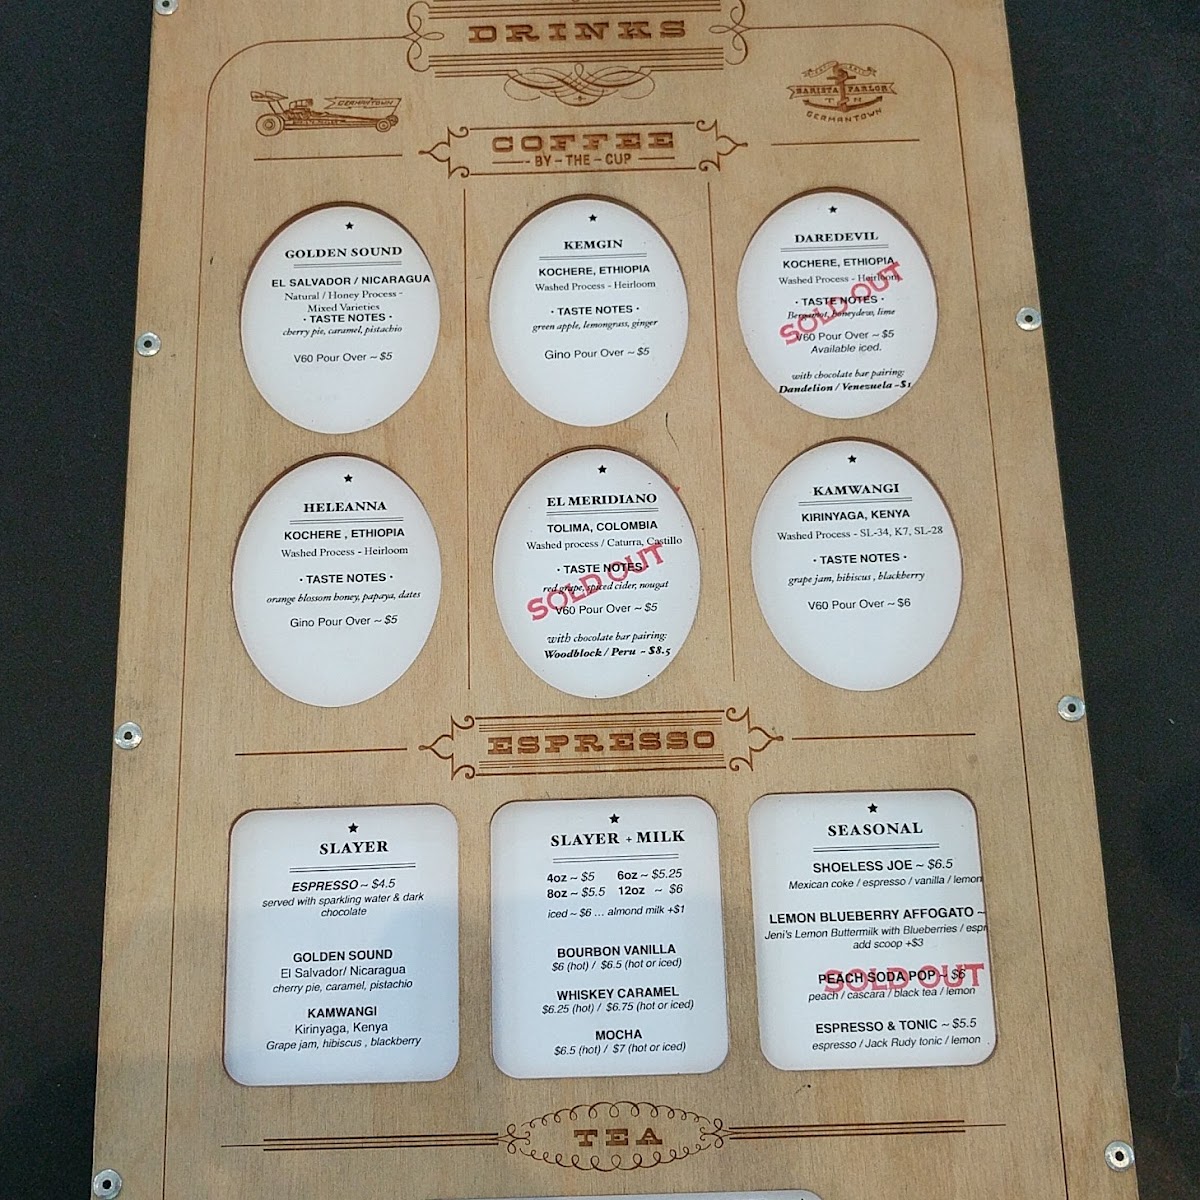 DRINKS
GERMANTOWN
BARISTA PARLOR
TN
GERMANTOWN
COFFEE
- BY - THE - CUP -
GOLDEN SOUND
EL SALVADOR / NICARAGUA
Natural / Honey Process -
Mixed Varieties
· TASTE NOTES ·
cherry pie, caramel, pistachio
V60 Pour Over ~ $5
KEMGIN
KOCHERE, ETHIOPIA
Washed Process - Heirloom
· TASTE NOTES ·
green apple, lemongrass, ginger
Gino Pour Over ~ $5
DAREDEVIL
KOCHERE, ETHIOPIA
Washed Process - Heirloom
· TASTE NOTES ·
Bergamot, honeydew, lime
V60 Pour Over ~ $5
Available iced.
with chocolate bar pairing:
Dandelion / Venezuela ~$1
SOLD OUT
HELEANNA
KOCHERE , ETHIOPIA
Washed Process - Heirloom
· TASTE NOTES ·
orange blossom honey, papaya, dates
Gino Pour Over ~ $5
EL MERIDIANO
TOLIMA, COLOMBIA
Washed process / Caturra, Castillo
· TASTE NOTES ·
red grape, spiced cider, nougat
V60 Pour Over ~ $5
with chocolate bar pairing:
Woodblock / Peru ~ $8.5
SOLD OUT
KAMWANGI
KIRINYAGA, KENYA
Washed Process - SL-34, K7, SL-28
· TASTE NOTES ·
grape jam, hibiscus , blackberry
V60 Pour Over ~ $6
ESPRESSO
SLAYER
ESPRESSO ~ $4.5
served with sparkling water & dark
chocolate
GOLDEN SOUND
El Salvador/ Nicaragua
cherry pie, caramel, pistachio
KAMWANGI
Kirinyaga, Kenya
Grape jam, hibiscus , blackberry
SLAYER + MILK
4oz ~ $5 6oz ~ $5.25
8oz ~ $5.5 12oz ~ $6
iced ~ $6 ... almond milk +$1
BOURBON VANILLA
$6 (hot) / $6.5 (hot or iced)
WHISKEY CARAMEL
$6.25 (hot) / $6.75 (hot or iced)
MOCHA
$6.5 (hot) / $7 (hot or iced)
SEASONAL
SHOELESS JOE ~ $6.5
Mexican coke / espresso / vanilla / lemon
LEMON BLUEBERRY AFFOGATO ~
Jeni's Lemon Buttermilk with Blueberries / espr
add scoop +$3
PEACH SODA POP ~ $6
peach / cascara / black tea / lemon
SOLD OUT
ESPRESSO & TONIC ~ $5.5
espresso / Jack Rudy tonic / lemon
TEA